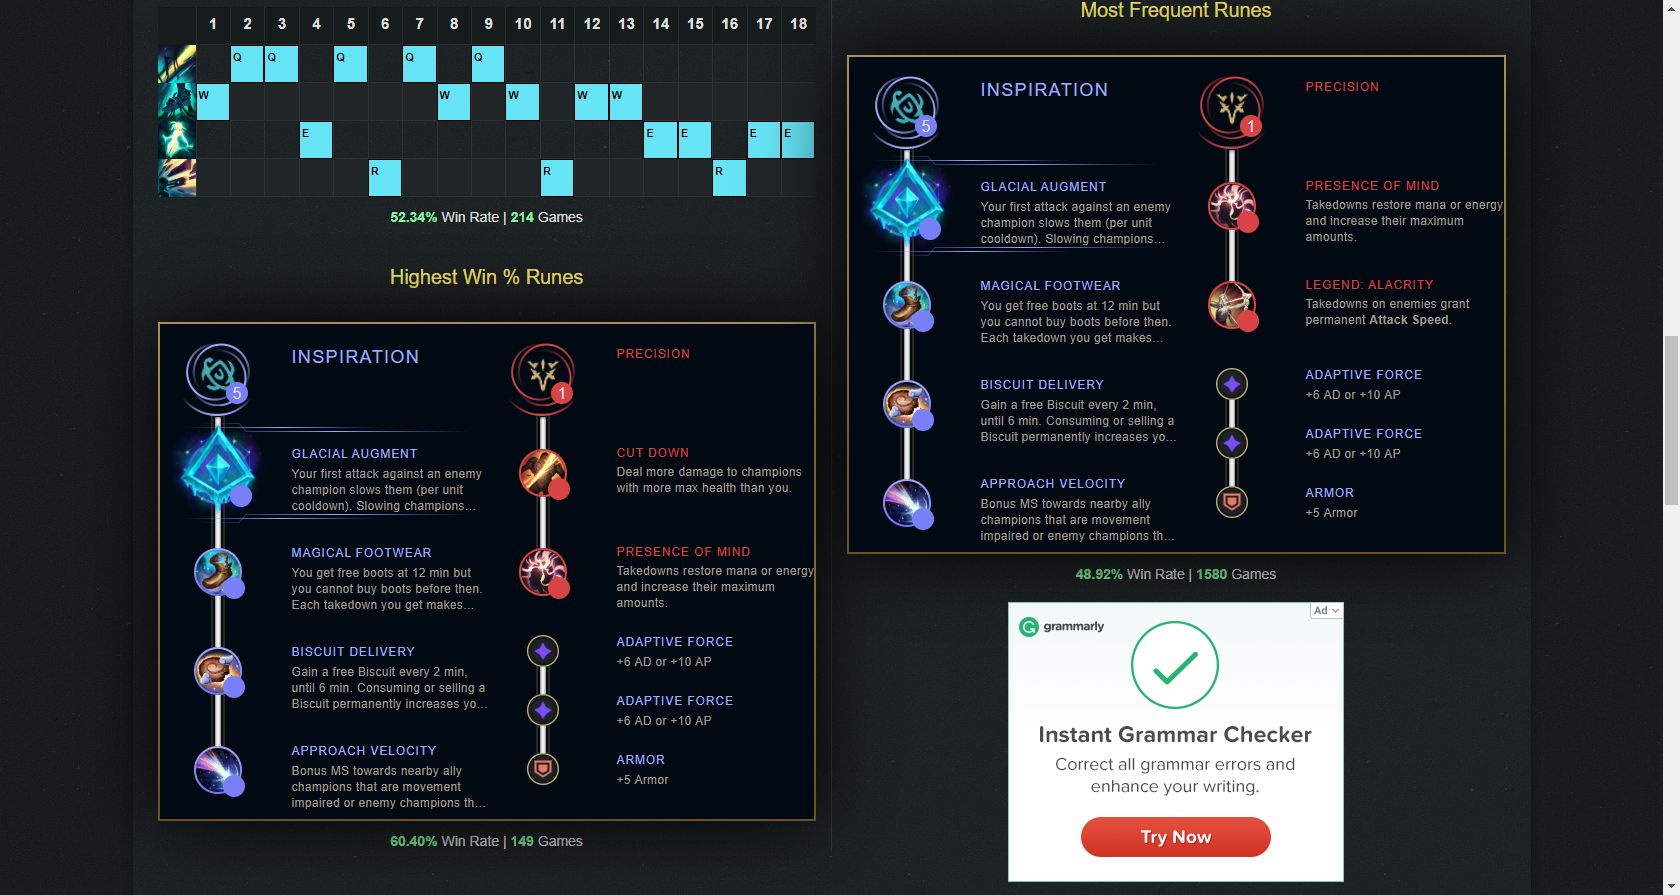 1 2 3 4 5 6 7 8 9 10 11 12 13 14 15 16 17 18
Q Q Q Q Q
W W W W W
E E E E E
R R R
52.34% Win Rate | 214 Games
Highest Win % Runes
5
INSPIRATION
GLACIAL AUGMENT
Your first attack against an enemy
champion slows them (per unit
cooldown). Slowing champions...
MAGICAL FOOTWEAR
You get free boots at 12 min but
you cannot buy boots before then.
Each takedown you get makes...
BISCUIT DELIVERY
Gain a free Biscuit every 2 min,
until 6 min. Consuming or selling a
Biscuit permanently increases yo...
APPROACH VELOCITY
Bonus MS towards nearby ally
champions that are movement
impaired or enemy champions th...
1
PRECISION
CUT DOWN
Deal more damage to champions
with more max health than you.
PRESENCE OF MIND
Takedowns restore mana or energy
and increase their maximum
amounts.
ADAPTIVE FORCE
+6 AD or +10 AP
ADAPTIVE FORCE
+6 AD or +10 AP
ARMOR
+5 Armor
60.40% Win Rate | 149 Games
Most Frequent Runes
5
INSPIRATION
GLACIAL AUGMENT
Your first attack against an enemy
champion slows them (per unit
cooldown). Slowing champions...
MAGICAL FOOTWEAR
You get free boots at 12 min but
you cannot buy boots before then.
Each takedown you get makes...
BISCUIT DELIVERY
Gain a free Biscuit every 2 min,
until 6 min. Consuming or selling a
Biscuit permanently increases yo...
APPROACH VELOCITY
Bonus MS towards nearby ally
champions that are movement
impaired or enemy champions th...
1
PRECISION
PRESENCE OF MIND
Takedowns restore mana or energy
and increase their maximum
amounts.
LEGEND: ALACRITY
Takedowns on enemies grant
permanent Attack Speed.
ADAPTIVE FORCE
+6 AD or +10 AP
ADAPTIVE FORCE
+6 AD or +10 AP
ARMOR
+5 Armor
48.92% Win Rate | 1580 Games
Ad
grammarly
Instant Grammar Checker
Correct all grammar errors and
enhance your writing.
Try Now